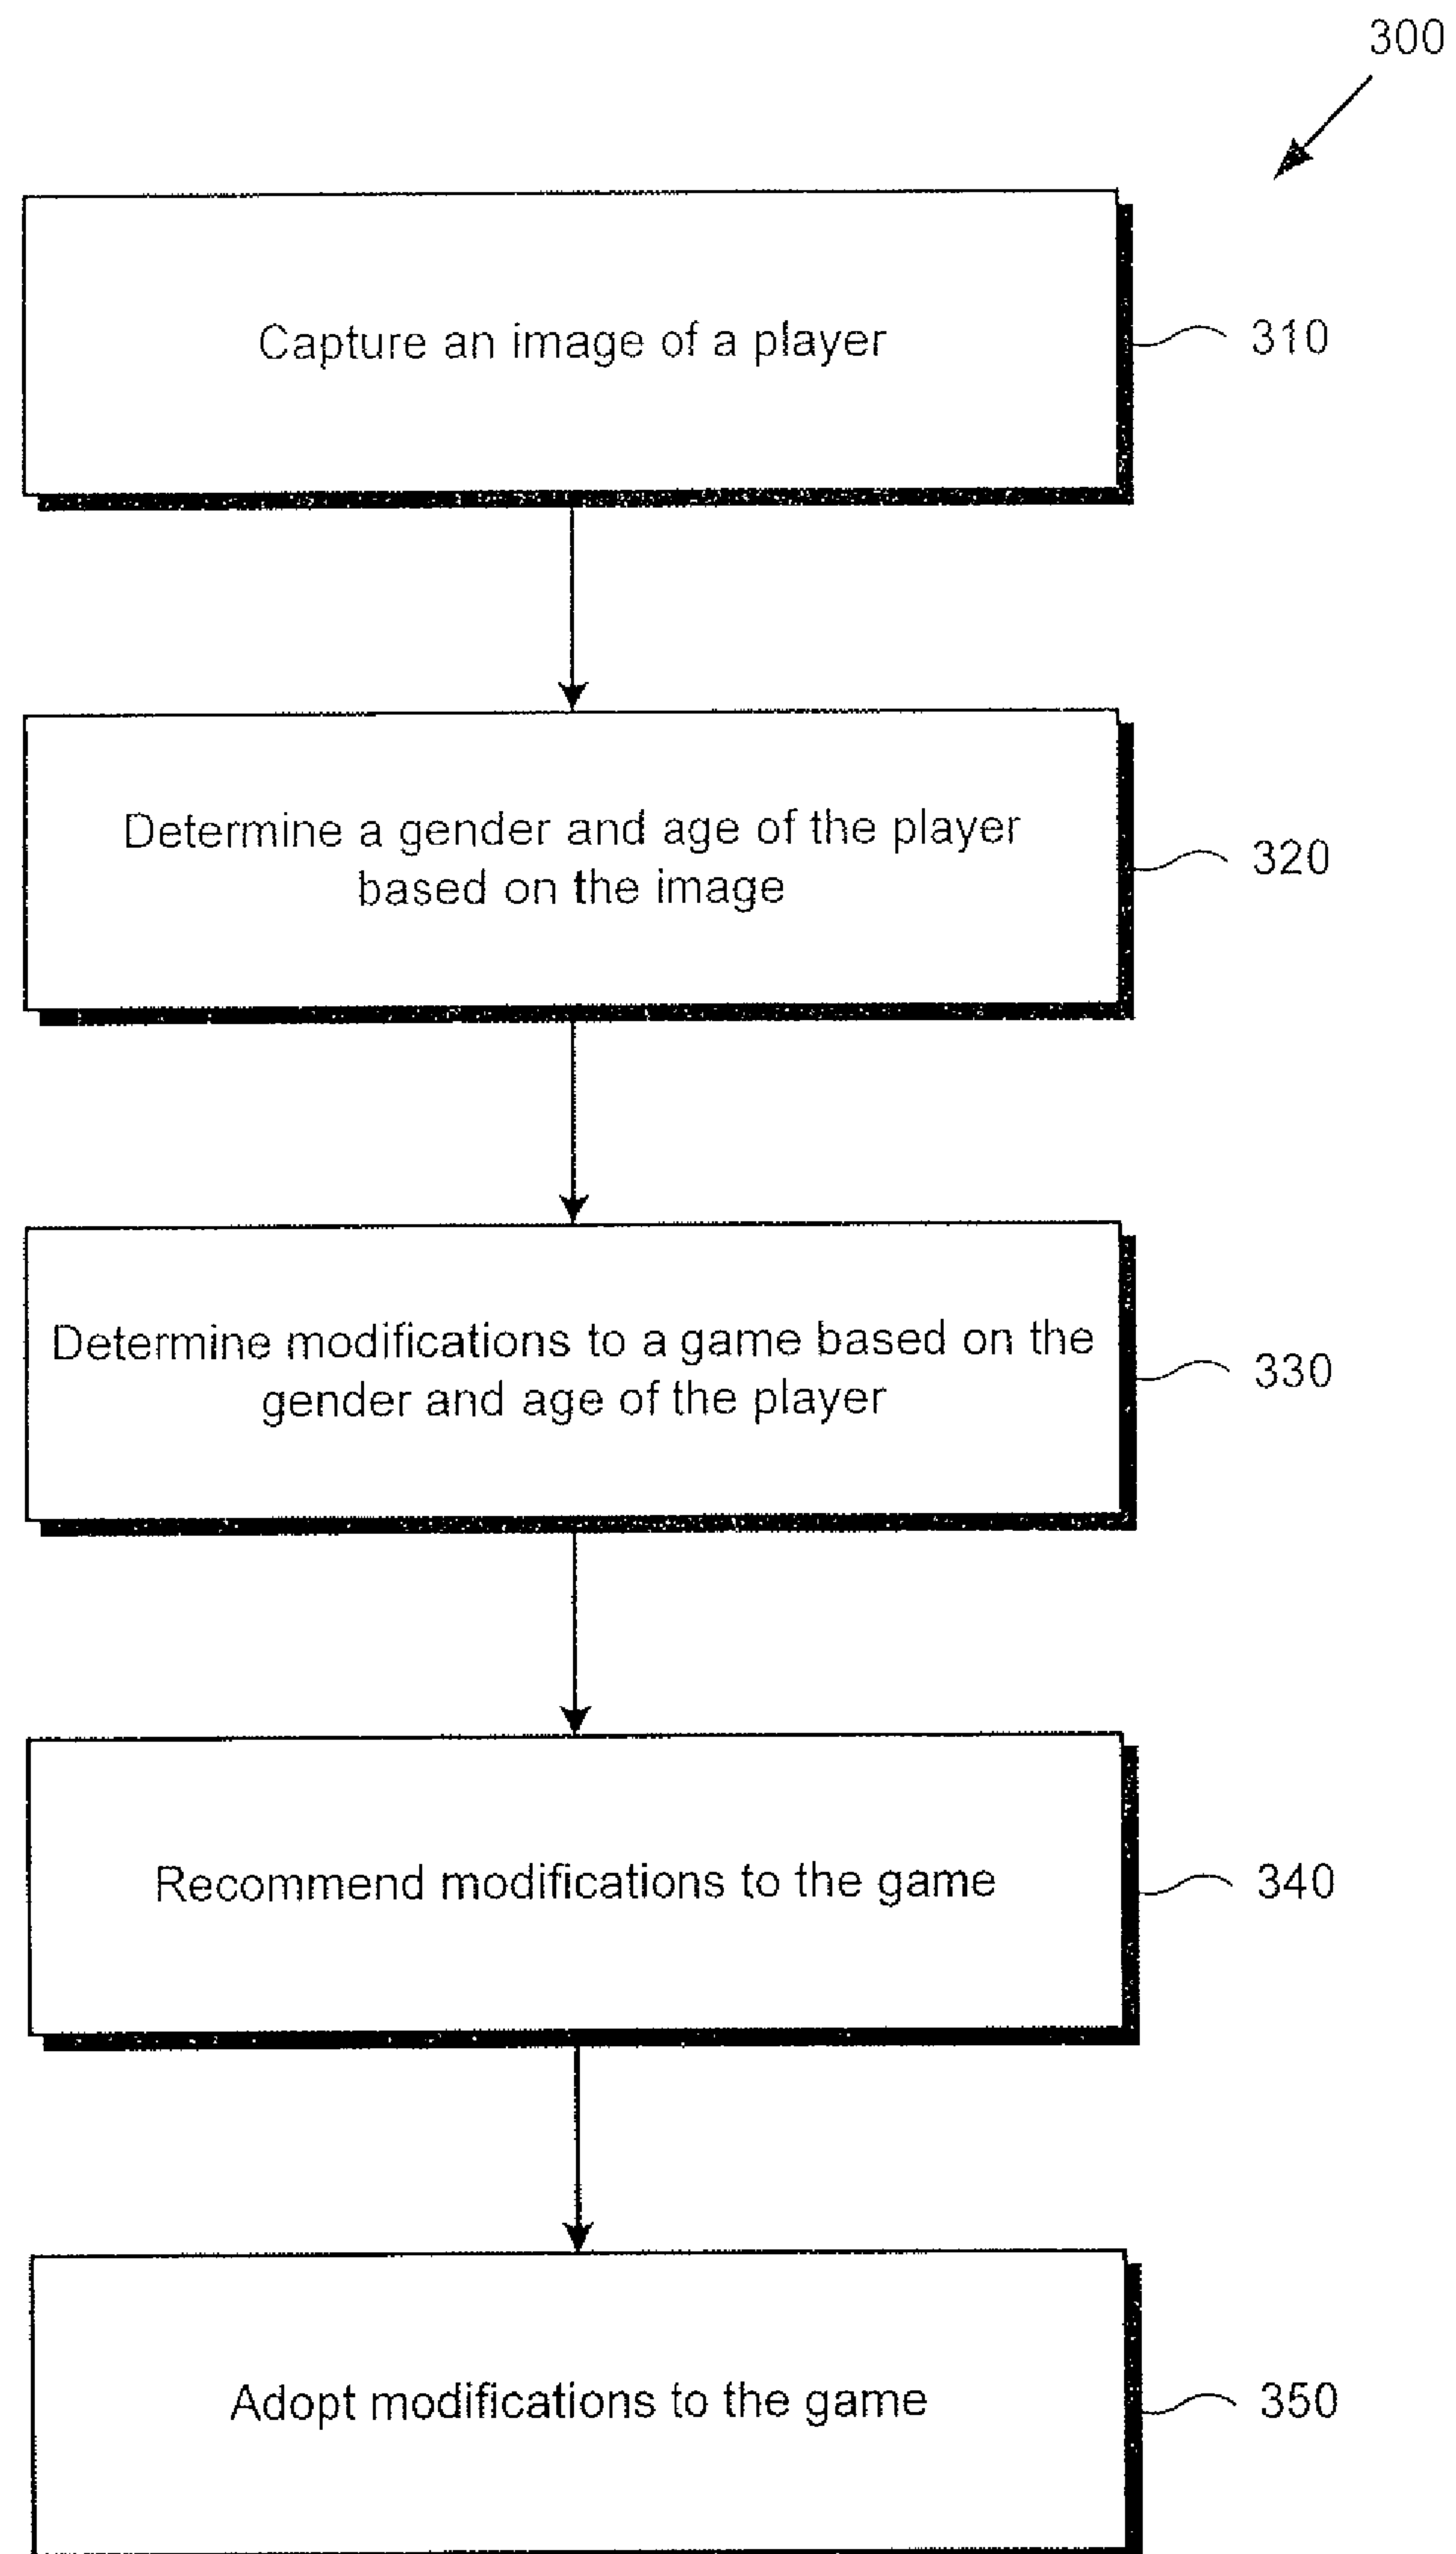 300
Capture an image of a player
310
Determine a gender and age of the player
based on the image
320
Determine modifications to a game based on the
gender and age of the player
330
Recommend modifications to the game
340
Adopt modifications to the game
350